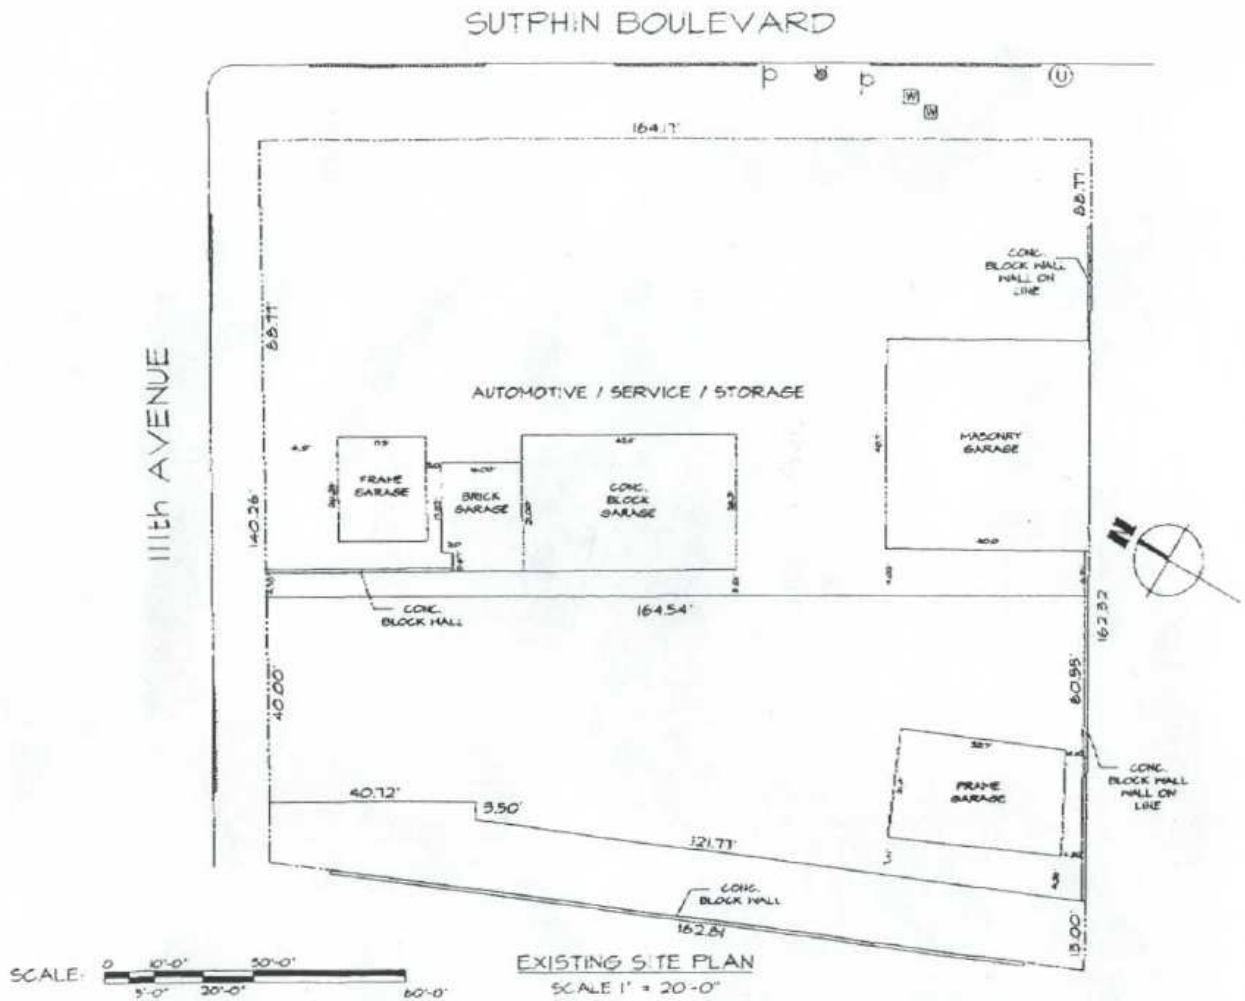 SUTPHIN BOULEVARD
U
W
W
164.17'
88.77'
CONC.
BLOCK WALL
WALL ON
LINE
88.77'
111th AVENUE
AUTOMOTIVE / SERVICE / STORAGE
FRAME
GARAGE
BRICK
GARAGE
CONC.
BLOCK
GARAGE
MASONRY
GARAGE
140.26'
N
CONC.
BLOCK WALL
164.54'
162.32
40.00'
60.55'
FRAME
GARAGE
CONC.
BLOCK WALL
WALL ON
LINE
40.72'
3.50'
121.77'
CONC.
BLOCK WALL
162.81
13.00'
SCALE:
0 10'-0" 30'-0"
5'-0" 20'-0" 60'-0"
EXISTING SITE PLAN
SCALE 1" = 20'-0"